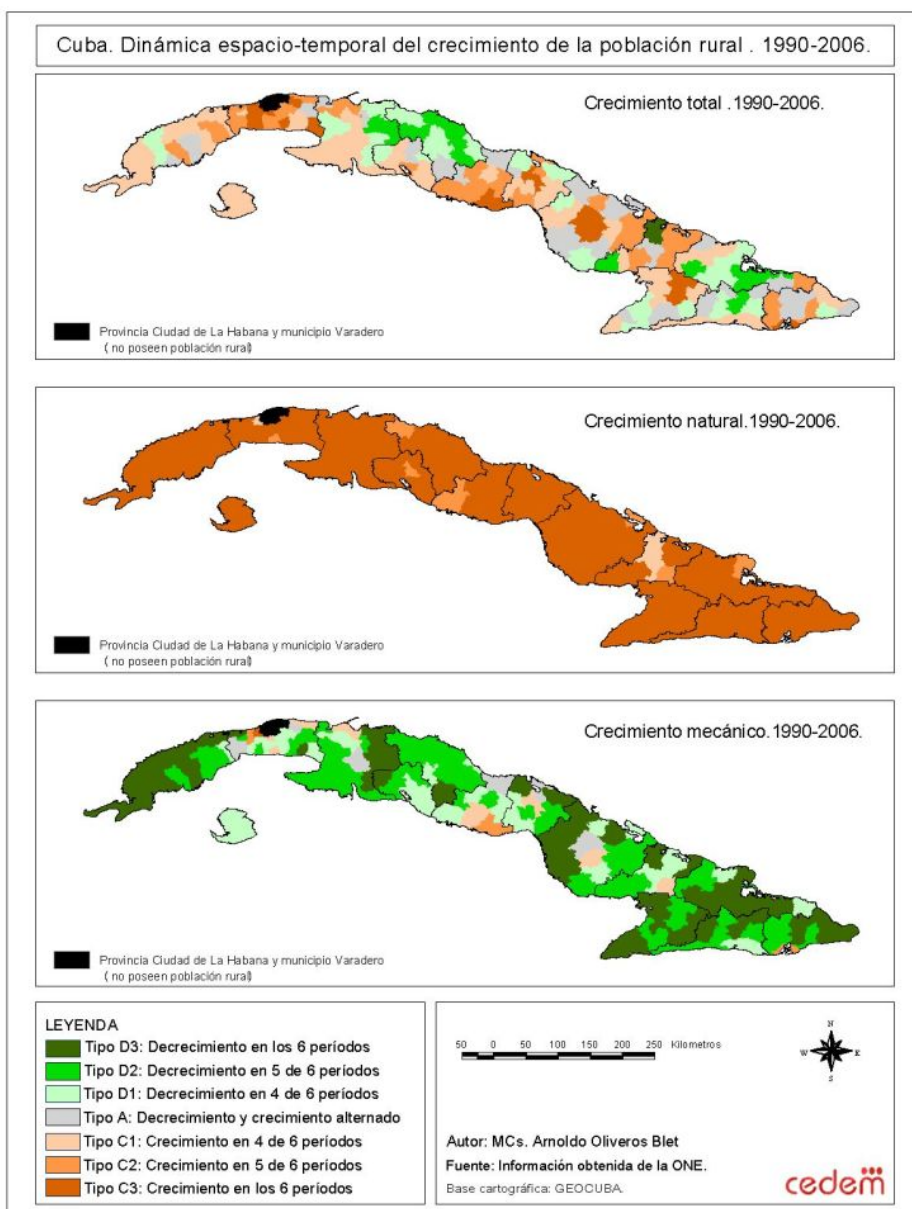 Cuba. Dinámica espacio-temporal del crecimiento de la población rural . 1990-2006.
Crecimiento total .1990-2006.
Provincia Ciudad de La Habana y municipio Varadero
( no poseen población rural)
Crecimiento natural.1990-2006.
Provincia Ciudad de La Habana y municipio Varadero
( no poseen población rural)
Crecimiento mecánico.1990-2006.
Provincia Ciudad de La Habana y municipio Varadero
( no poseen población rural)
LEYENDA
Tipo D3: Decrecimiento en los 6 períodos
Tipo D2: Decrecimiento en 5 de 6 períodos
Tipo D1: Decrecimiento en 4 de 6 períodos
Tipo A: Decrecimiento y crecimiento alternado
Tipo C1: Crecimiento en 4 de 6 períodos
Tipo C2: Crecimiento en 5 de 6 períodos
Tipo C3: Crecimiento en los 6 períodos
50 0 50 100 150 200 250 Kilometros
N
W E
S
Autor: MCs. Arnoldo Oliveros Blet
Fuente: Información obtenida de la ONE.
Base cartográfica: GEOCUBA.
cedem